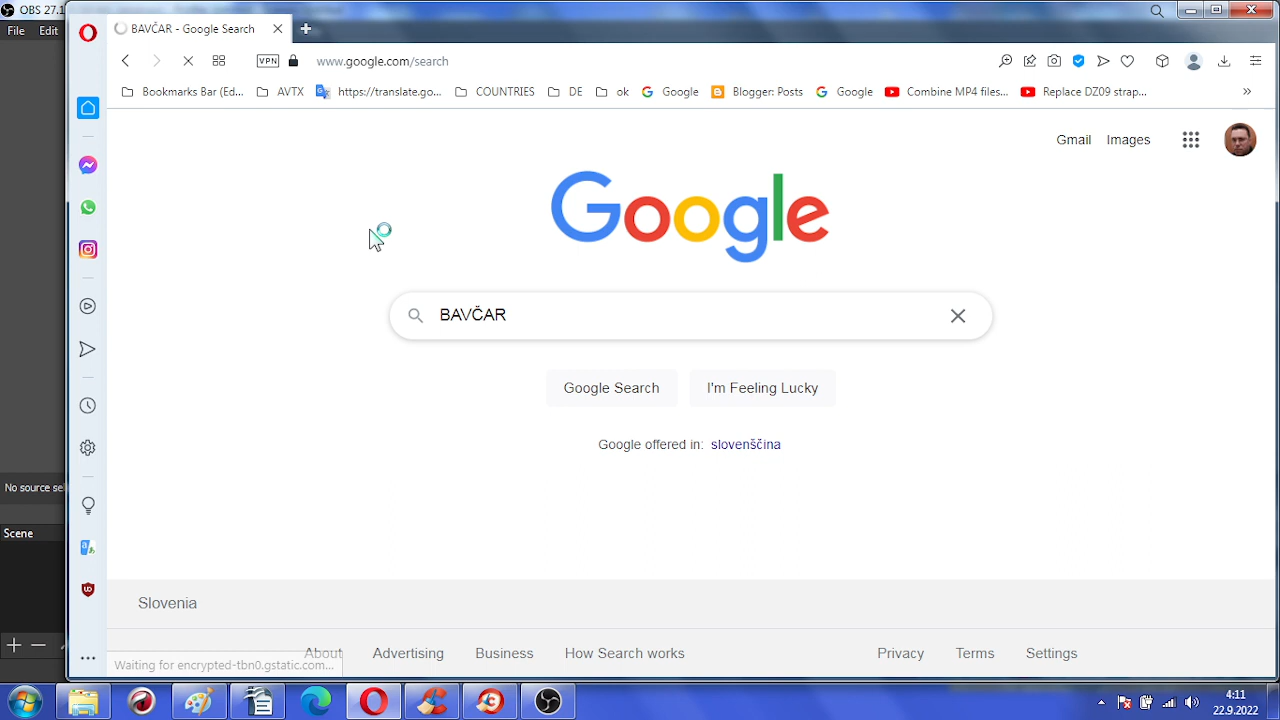 OBS 27.1
File Edit
BAVČAR - Google Search
VPN
www.google.com/search
Bookmarks Bar (Ed... AVTX https://translate.go... COUNTRIES DE ok Google Blogger: Posts Google Combine MP4 files... Replace DZ09 strap... »
Gmail Images
Google
BAVČAR
Google Search I'm Feeling Lucky
Google offered in: slovenščina
No source sel
Scene
Slovenia
About Advertising Business How Search works Privacy Terms Settings
Waiting for encrypted-tbn0.gstatic.com...
4:11
22.9.2022